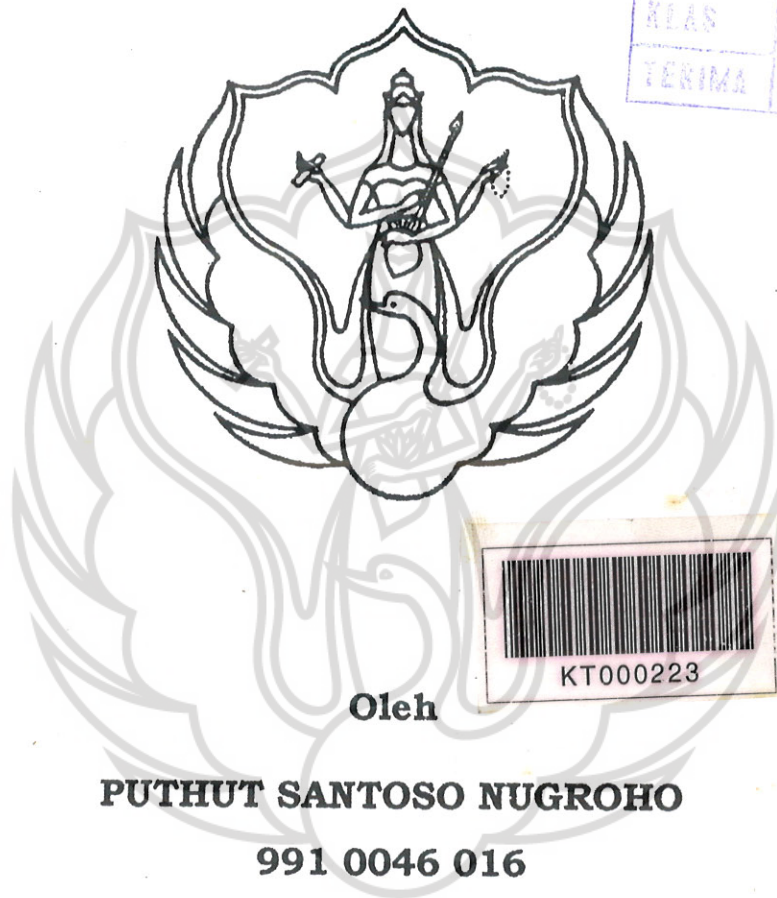 KLAS
TERIMA
KT000223
Oleh
PUTHUT SANTOSO NUGROHO
991 0046 016